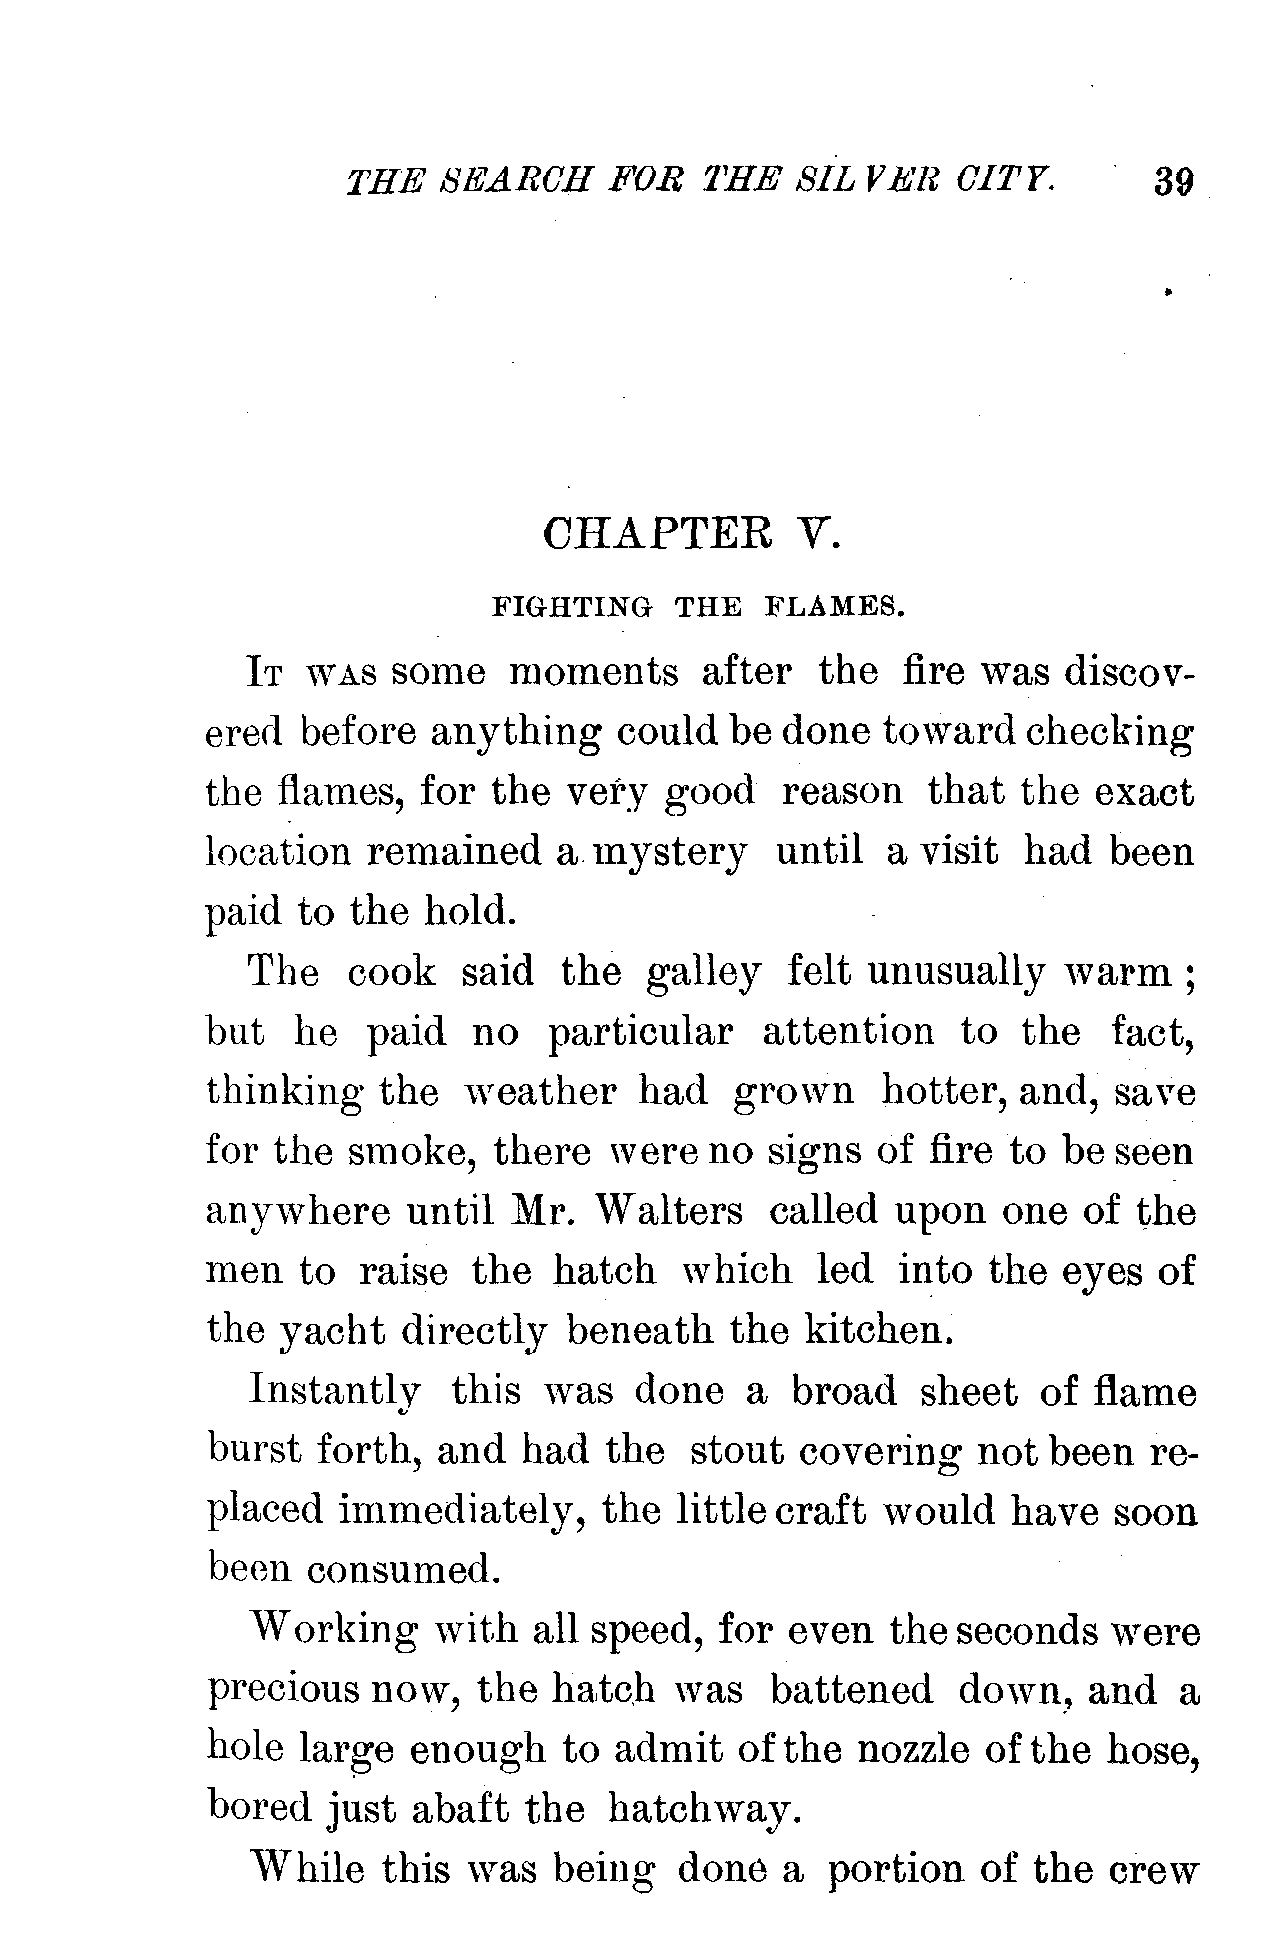 THE SEARCH FOR THE SILVER CITY. 39
CHAPTER V.
FIGHTING THE FLAMES.
IT WAS some moments after the fire was discov-
ered before anything could be done toward checking
the flames, for the very good reason that the exact
location remained a mystery until a visit had been
paid to the hold.
The cook said the galley felt unusually warm ;
but he paid no particular attention to the fact,
thinking the weather had grown hotter, and, save
for the smoke, there were no signs of fire to be seen
anywhere until Mr. Walters called upon one of the
men to raise the hatch which led into the eyes of
the yacht directly beneath the kitchen.
Instantly this was done a broad sheet of flame
burst forth, and had the stout covering not been re-
placed immediately, the little craft would have soon
been consumed.
Working with all speed, for even the seconds were
precious now, the hatch was battened down, and a
hole large enough to admit of the nozzle of the hose,
bored just abaft the hatchway.
While this was being done a portion of the crew